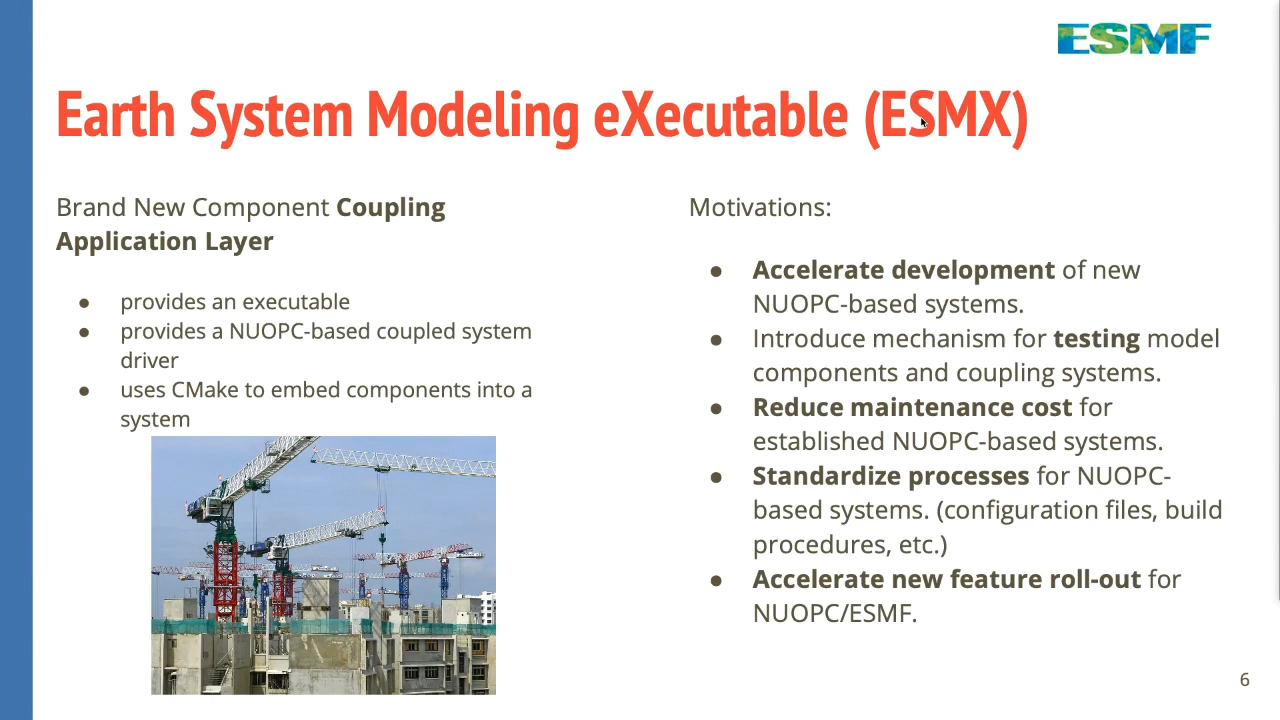 ESMF
Earth System Modeling eXecutable (ESMX)
Brand New Component Coupling
Application Layer
● provides an executable
● provides a NUOPC-based coupled system
driver
● uses CMake to embed components into a
system
Motivations:
● Accelerate development of new
NUOPC-based systems.
● Introduce mechanism for testing model
components and coupling systems.
● Reduce maintenance cost for
established NUOPC-based systems.
● Standardize processes for NUOPC-
based systems. (configuration files, build
procedures, etc.)
● Accelerate new feature roll-out for
NUOPC/ESMF.
6